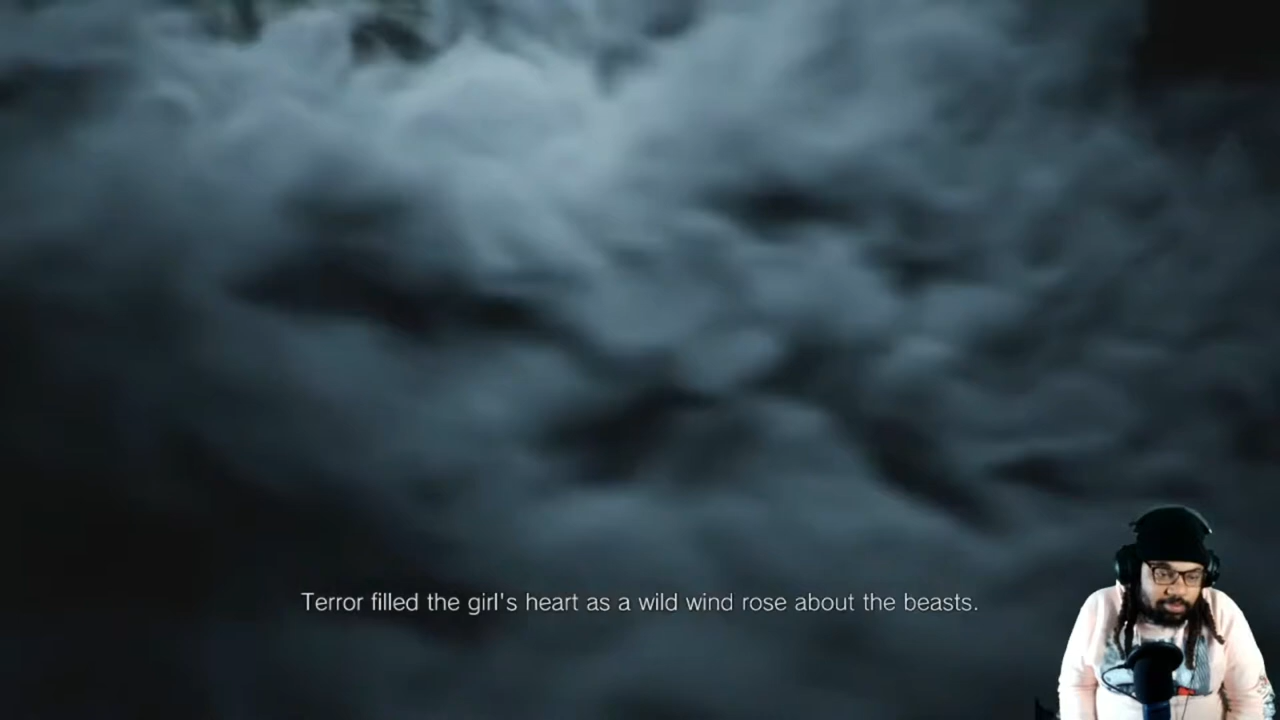 Terror filled the girl's heart as a wild wind rose about the beasts.